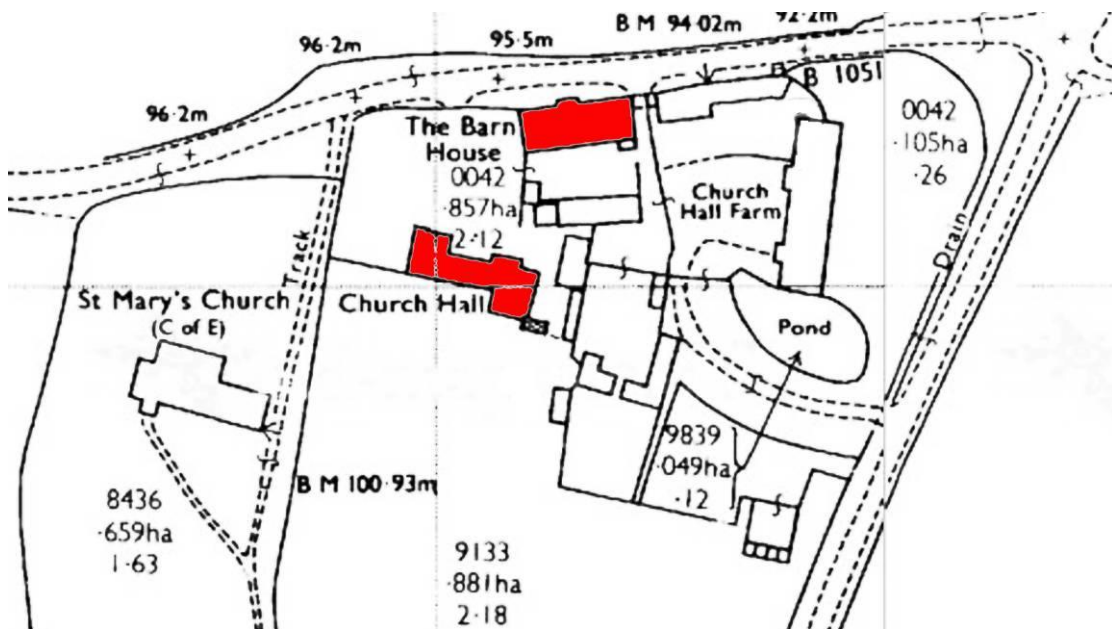 96·2m
96·2m
95·5m
B M 94·02m
92·2m
B 1051
The Barn
House
0042
·857ha
2·12
Church
Hall Farm
0042
·105ha
·26
Drain
Track
St Mary's Church
(C of E)
Church Hall
Pond
B M 100·93m
9839
·049ha
·12
8436
·659ha
1·63
9133
·881ha
2·18